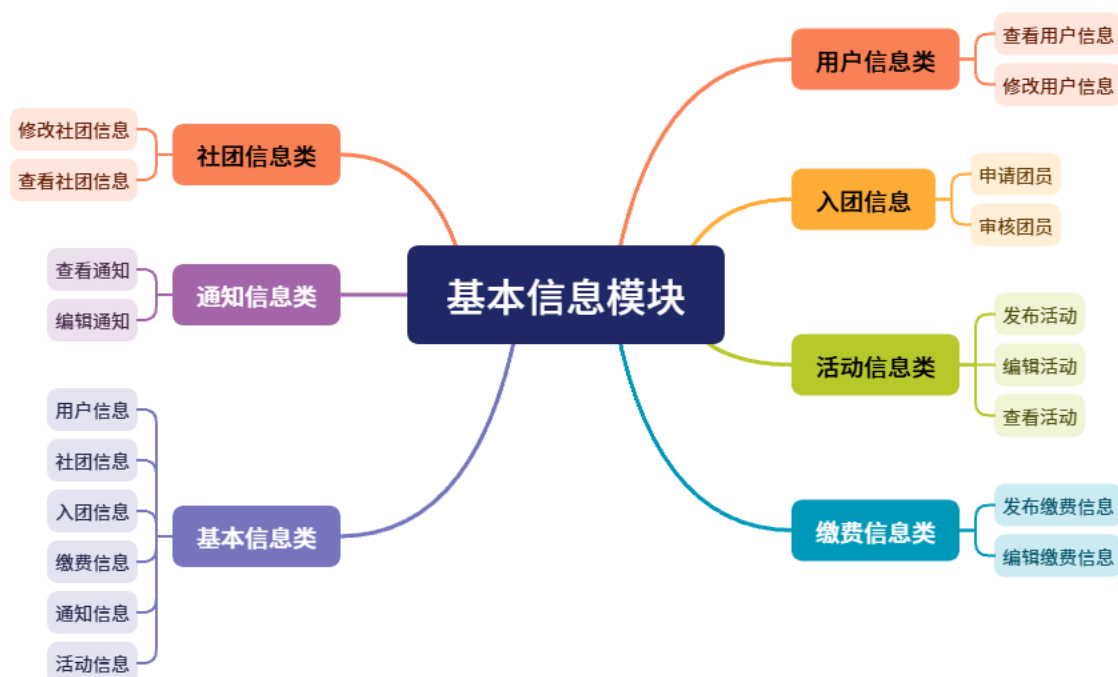 基本信息模块
用户信息类
查看用户信息
修改用户信息
入团信息
申请团员
审核团员
活动信息类
发布活动
编辑活动
查看活动
缴费信息类
发布缴费信息
编辑缴费信息
社团信息类
修改社团信息
查看社团信息
通知信息类
查看通知
编辑通知
基本信息类
用户信息
社团信息
入团信息
缴费信息
通知信息
活动信息